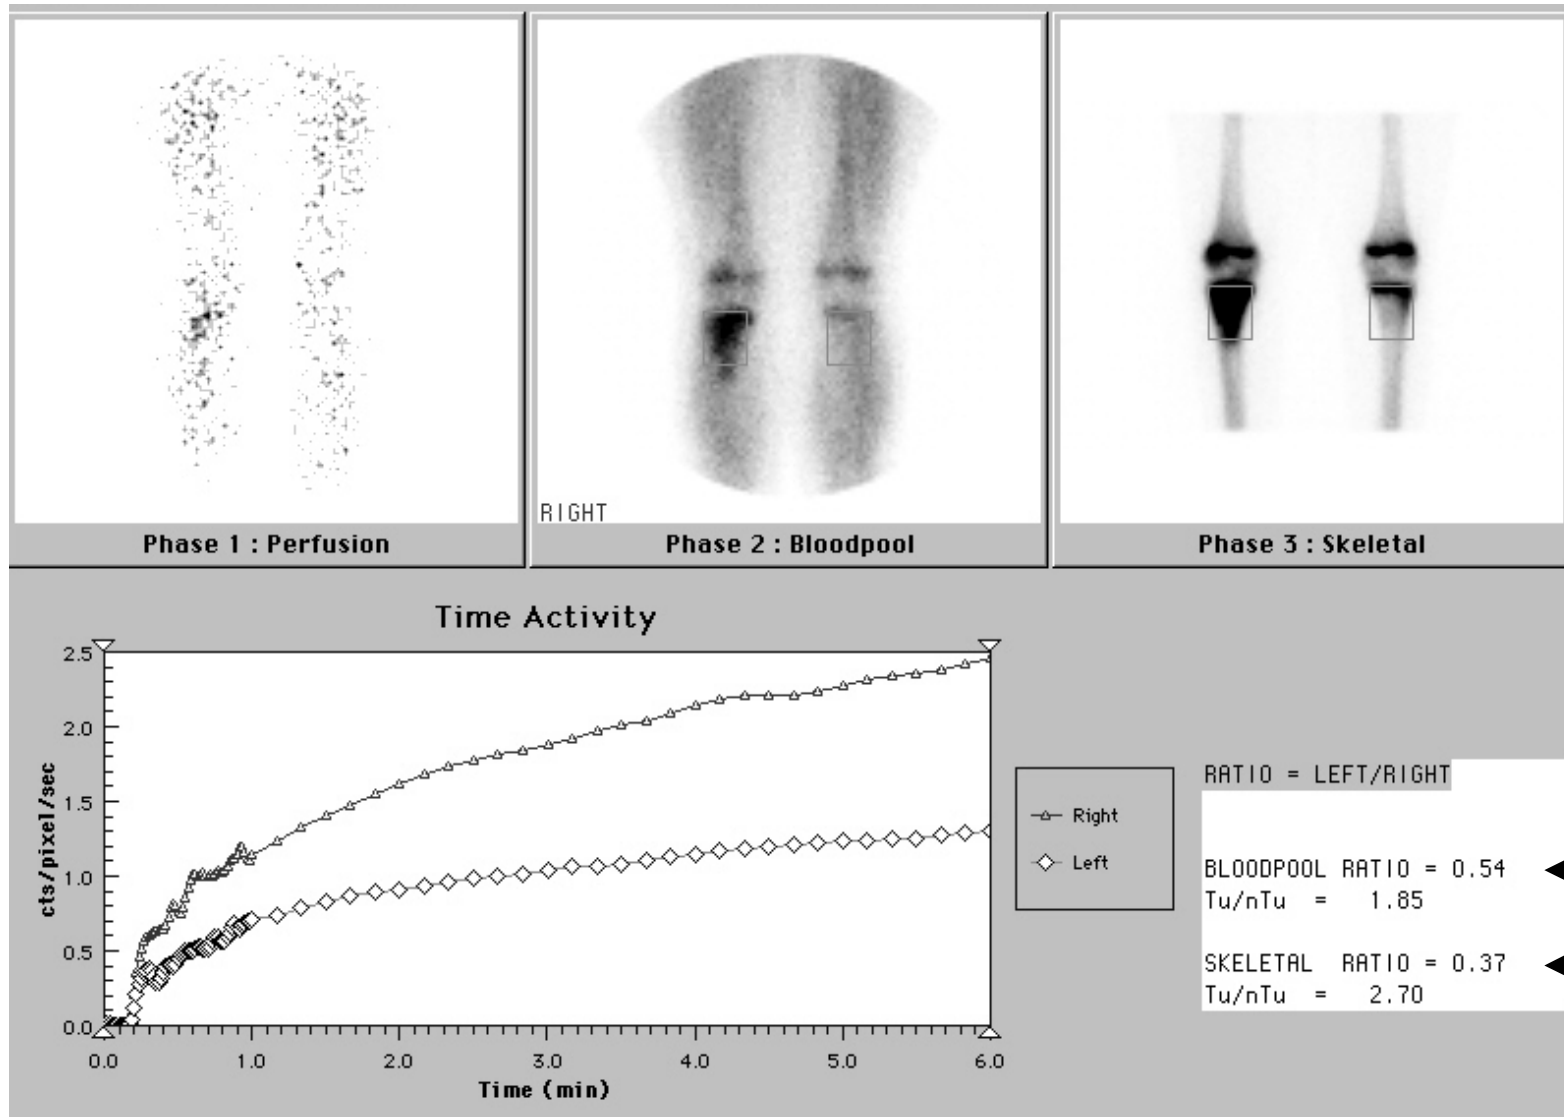 RIGHT
Phase 1 : Perfusion
Phase 2 : Bloodpool
Phase 3 : Skeletal
Time Activity
2.5
2.0
1.5
1.0
0.5
0.0
cts/pixel/sec
0.0 1.0 2.0 3.0 4.0 5.0 6.0
Time (min)
Right
Left
RATIO = LEFT/RIGHT
BLOODPOOL RATIO = 0.54
Tu/nTu = 1.85
SKELETAL RATIO = 0.37
Tu/nTu = 2.70